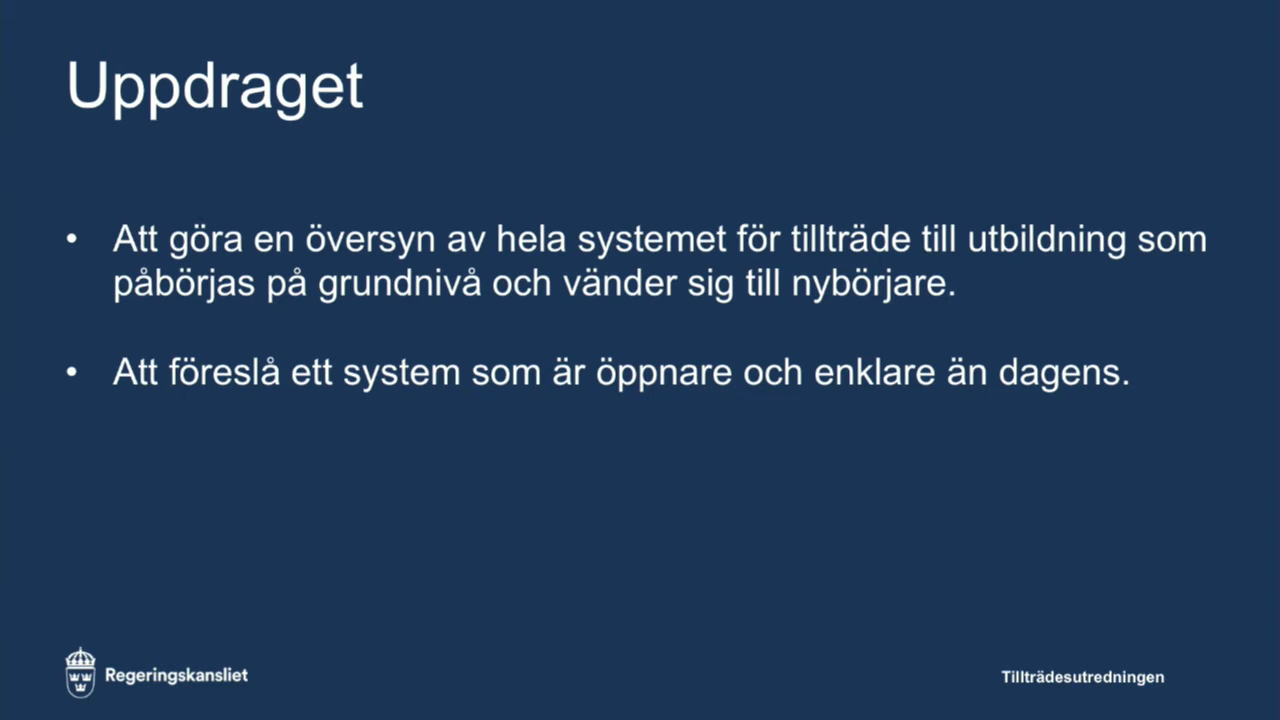 Uppdraget
• Att göra en översyn av hela systemet för tillträde till utbildning som
påbörjas på grundnivå och vänder sig till nybörjare.
• Att föreslå ett system som är öppnare och enklare än dagens.
Regeringskansliet
Tillträdesutredningen